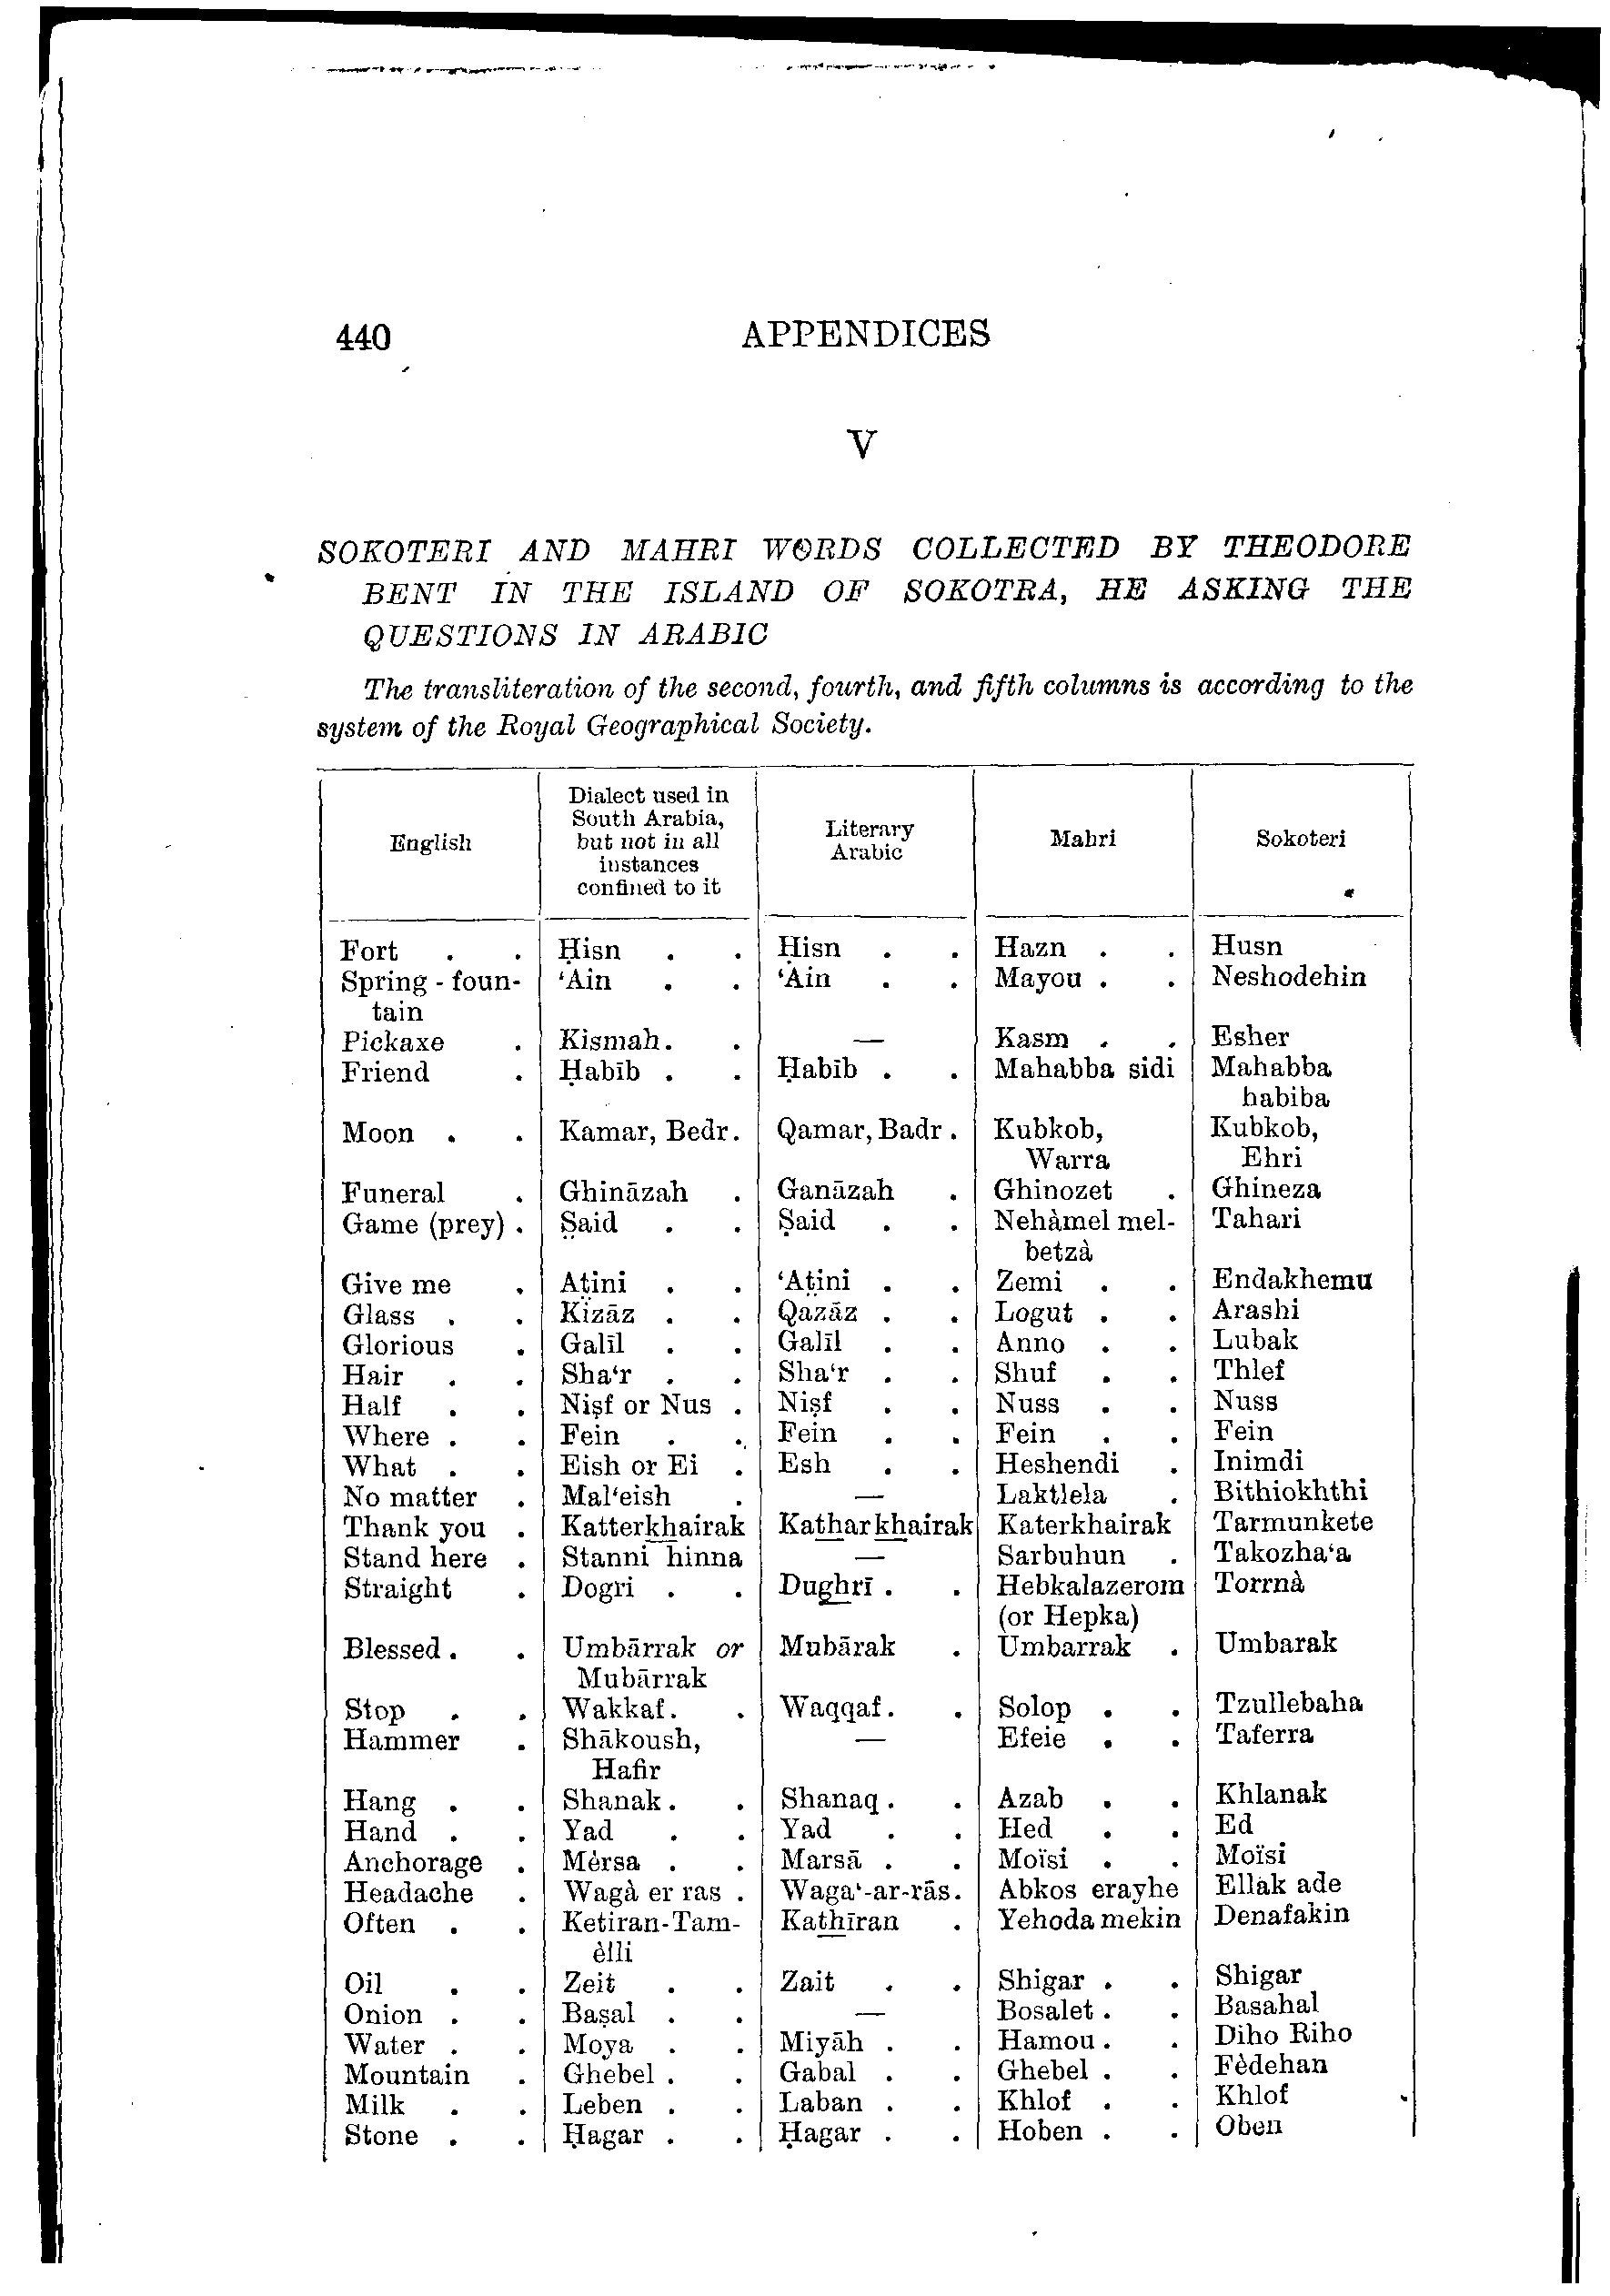 440 APPENDICES
V
SOKOTERI AND MAHRI WORDS COLLECTED BY THEODORE
BENT IN THE ISLAND OF SOKOTRA, HE ASKING THE
QUESTIONS IN ARABIC
The transliteration of the second, fourth, and fifth columns is according to the
system of the Royal Geographical Society.
English | Dialect used in South Arabia, but not in all instances confined to it | Literary Arabic | Mahri | Sokoteri
Fort . . | Ḥisn . . | Ḥisn . . | Hazn . . | Husn
Spring - foun- | ‘Ain . . | ‘Ain . . | Mayou . . | Neshodehin
tain
Pickaxe . | Kismah. . | — | Kasm . . | Esher
Friend . | Ḥabīb . . | Ḥabīb . . | Mahabba sidi | Mahabba
habiba
Moon . . | Kamar, Bedr. | Qamar, Badr . | Kubkob, | Kubkob,
Warra | Ehri
Funeral . | Ghināzah . | Ganāzah . | Ghinozet . | Ghineza
Game (prey) . | Ṣaid . . | Ṣaid . . | Nehàmel mel- | Tahari
betzà
Give me . | Aṭini . . | ‘Aṭini . . | Zemi . . | Endakhemu
Glass . . | Kizāz . . | Qazāz . . | Logut . . | Arashi
Glorious . | Galīl . . | Galīl . . | Anno . . | Lubak
Hair . . | Sha‘r . . | Sha‘r . . | Shuf . . | Thlef
Half . . | Niṣf or Nus . | Niṣf . . | Nuss . . | Nuss
Where . . | Fein . . | Fein . . | Fein . . | Fein
What . . | Eish or Ei . | Esh . . | Heshendi . | Inimdi
No matter . | Mal‘eish . | — | Laktlela . | Bithiokhthi
Thank you . | Katterkhairak | Katharkhairak | Katerkhairak | Tarmunkete
Stand here . | Stanni hinna | — | Sarbuhun . | Takozha‘a
Straight . | Dogri . . | Dughrī . . | Hebkalazerom | Torrnà
(or Hepka)
Blessed . . | Umbārrak or | Mubārak . | Umbarrak . | Umbarak
Mubārrak
Stop . . | Wakkaf. . | Waqqaf. . | Solop . . | Tzullebaha
Hammer . | Shākoush, | — | Efeie . . | Taferra
Hafir
Hang . . | Shanak. . | Shanaq. . | Azab . . | Khlanak
Hand . . | Yad . . | Yad . . | Hed . . | Ed
Anchorage . | Mèrsa . . | Marsā . . | Moïsi . . | Moïsi
Headache . | Wagà er ras . | Waga‘-ar-rās. | Abkos erayhe | Ellàk ade
Often . . | Ketiran-Tam- | Kathīran . | Yehoda mekin | Denafakin
èlli
Oil . . | Zeit . . | Zait . . | Shigar . . | Shigar
Onion . . | Baṣal . . | — | Bosalet . . | Basahal
Water . . | Moya . . | Miyāh . . | Hamou . . | Diho Riho
Mountain . | Ghebel . . | Gabal . . | Ghebel . . | Fèdehan
Milk . . | Leben . . | Laban . . | Khlof . . | Khlof
Stone . . | Ḥagar . . | Ḥagar . . | Hoben . . | Oben